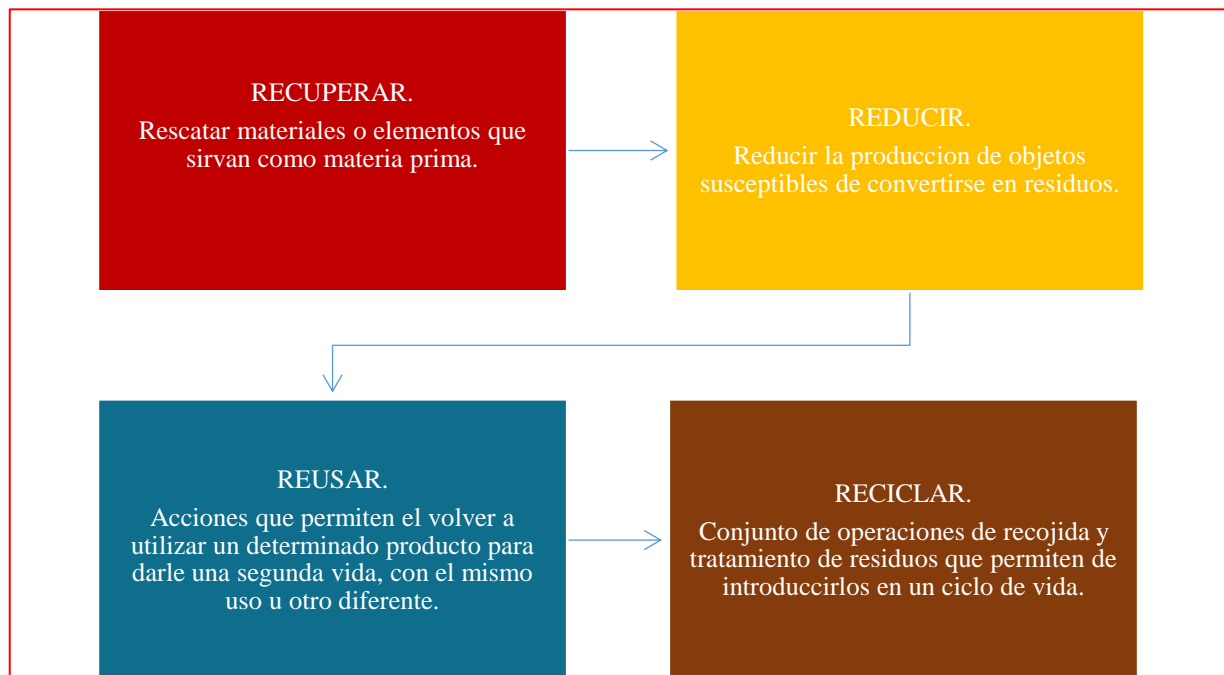 RECUPERAR.
Rescatar materiales o elementos que
sirvan como materia prima.
REDUCIR.
Reducir la produccion de objetos
susceptibles de convertirse en residuos.
REUSAR.
Acciones que permiten el volver a
utilizar un determinado producto para
darle una segunda vida, con el mismo
uso u otro diferente.
RECICLAR.
Conjunto de operaciones de recojida y
tratamiento de residuos que permiten de
introduccirlos en un ciclo de vida.